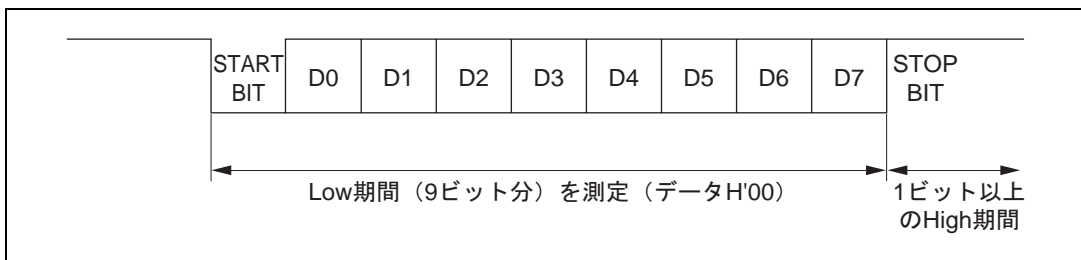 START BIT D0 D1 D2 D3 D4 D5 D6 D7 STOP BIT
Low期間（9ビット分）を測定（データH'00）
1ビット以上
のHigh期間